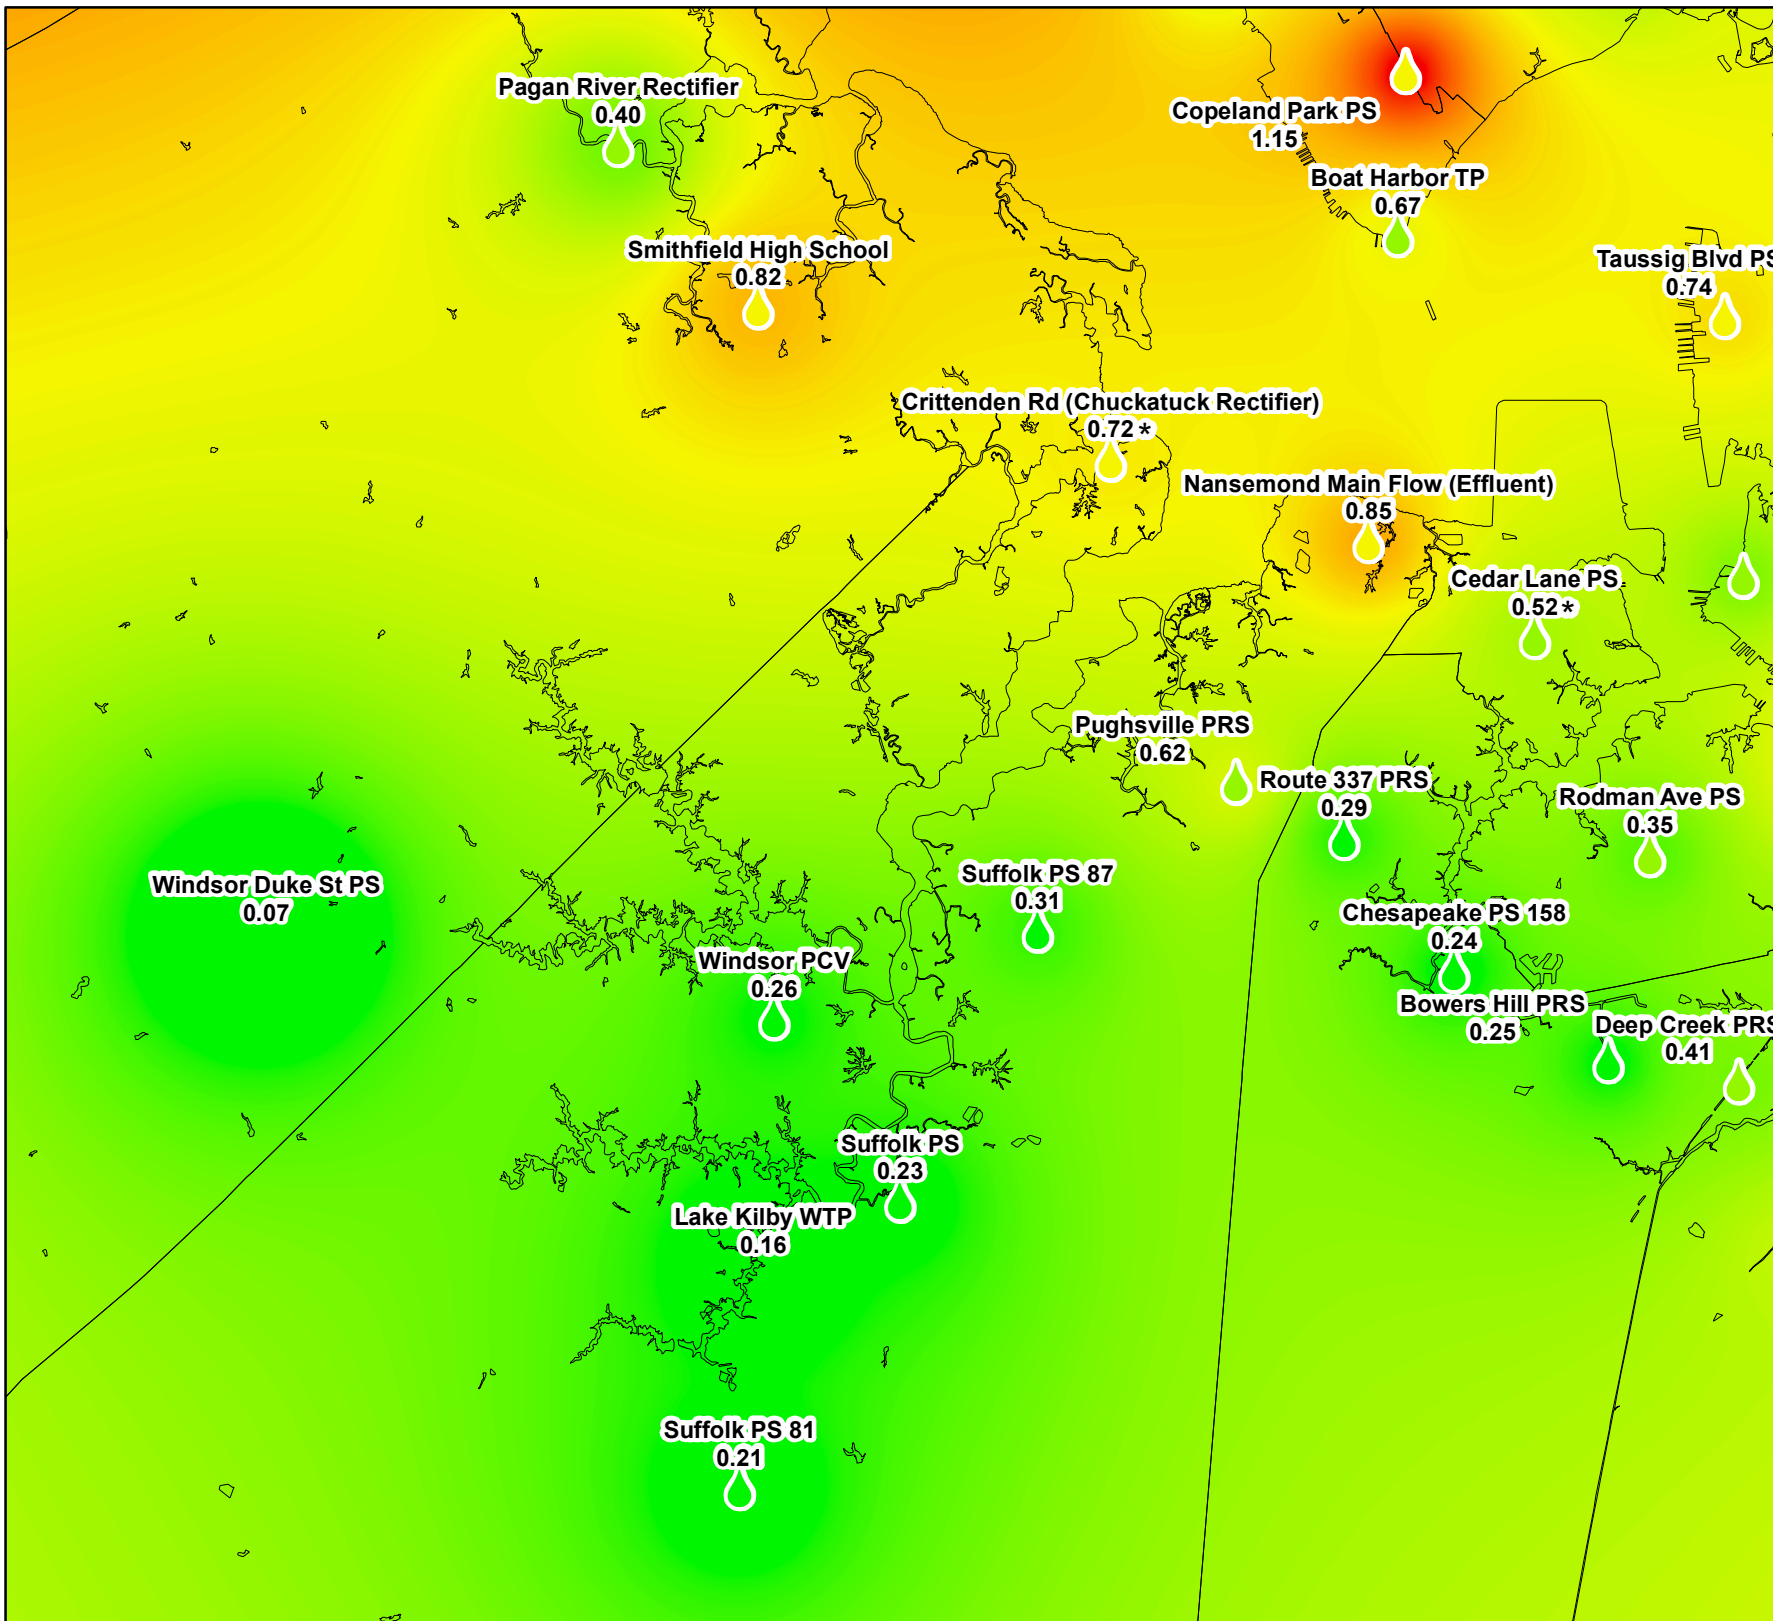 Pagan River Rectifier
0.40
Copeland Park PS
1.15
Boat Harbor TP
0.67
Smithfield High School
0.82
Taussig Blvd PS
0.74
Crittenden Rd (Chuckatuck Rectifier)
0.72*
Nansemond Main Flow (Effluent)
0.85
Cedar Lane PS
0.52*
Pughsville PRS
0.62
Route 337 PRS
0.29
Rodman Ave PS
0.35
Windsor Duke St PS
0.07
Suffolk PS 87
0.31
Chesapeake PS 158
0.24
Windsor PCV
0.26
Bowers Hill PRS
0.25
Deep Creek PRS
0.41
Suffolk PS
0.23
Lake Kilby WTP
0.16
Suffolk PS 81
0.21